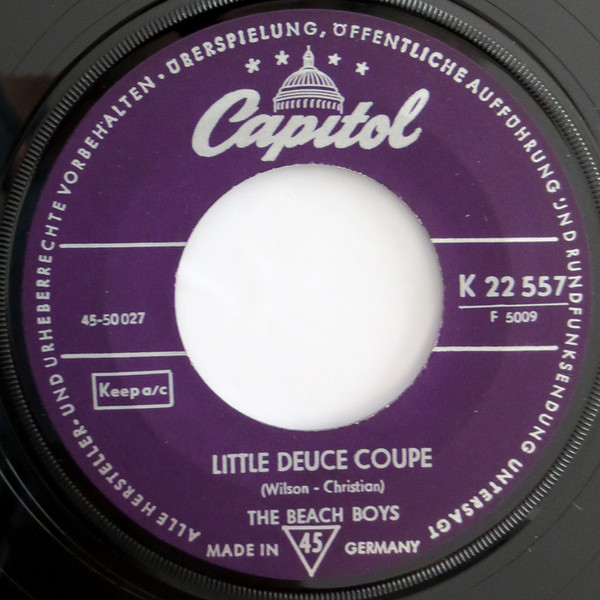 ALLE HERSTELLER- UND URHEBERRECHTE VORBEHALTEN • ÜBERSPIELUNG, ÖFFENTLICHE AUFFÜHRUNG UND RUNDFUNKSENDUNG UNTERSAGT
Capitol
K 22 557
45-50 027
F 5009
Keep a/c
LITTLE DEUCE COUPE
(Wilson - Christian)
THE BEACH BOYS
MADE IN 45 GERMANY